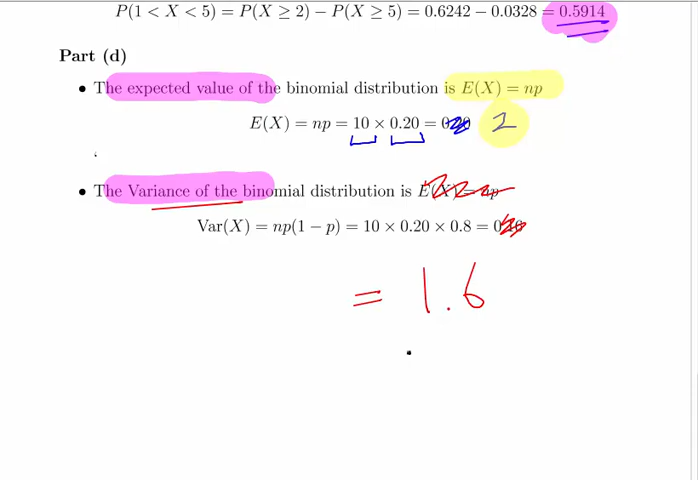 P(1 < X < 5) = P(X ≥ 2) − P(X ≥ 5) = 0.6242 − 0.0328 = 0.5914
Part (d)
• The expected value of the binomial distribution is E(X) = np
E(X) = np = 10 × 0.20 = 2
• The Variance of the binomial distribution is E(X) = np
Var(X) = np(1 − p) = 10 × 0.20 × 0.8 =
= 1.6